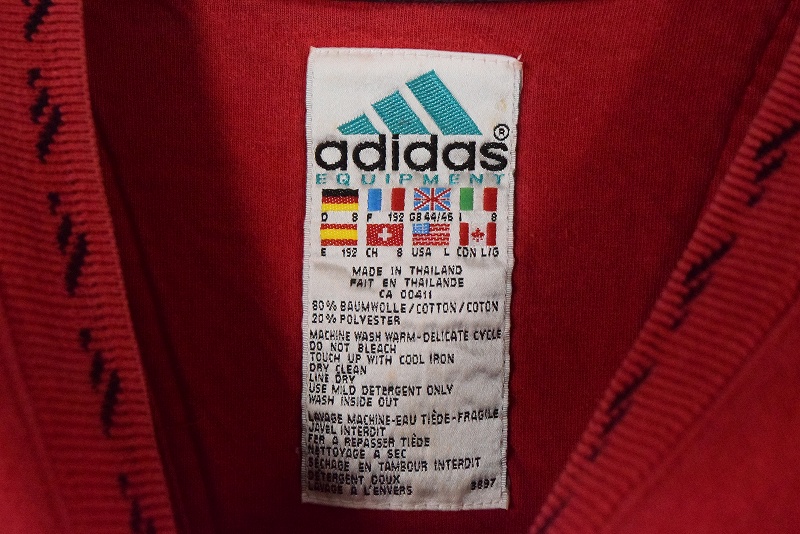 adidas®
EQUIPMENT
D 8 F 192 GB 44/46 I 8
E 192 CH 8 USA L CDN L/G
MADE IN THAILAND
FAIT EN THAILANDE
CA 00411
80% BAUMWOLLE/COTTON/COTON
20% POLYESTER
MACHINE WASH WARM-DELICATE CYCLE
DO NOT BLEACH
TOUCH UP WITH COOL IRON
DRY CLEAN
LINE DRY
USE MILD DETERGENT ONLY
WASH INSIDE OUT
LAVAGE MACHINE-EAU TIÈDE-FRAGILE
JAVEL INTERDIT
FER A REPASSER TIÈDE
NETTOYAGE A SEC
SÉCHAGE EN TAMBOUR INTERDIT
DETERGENT DOUX
LAVAGE A L'ENVERS